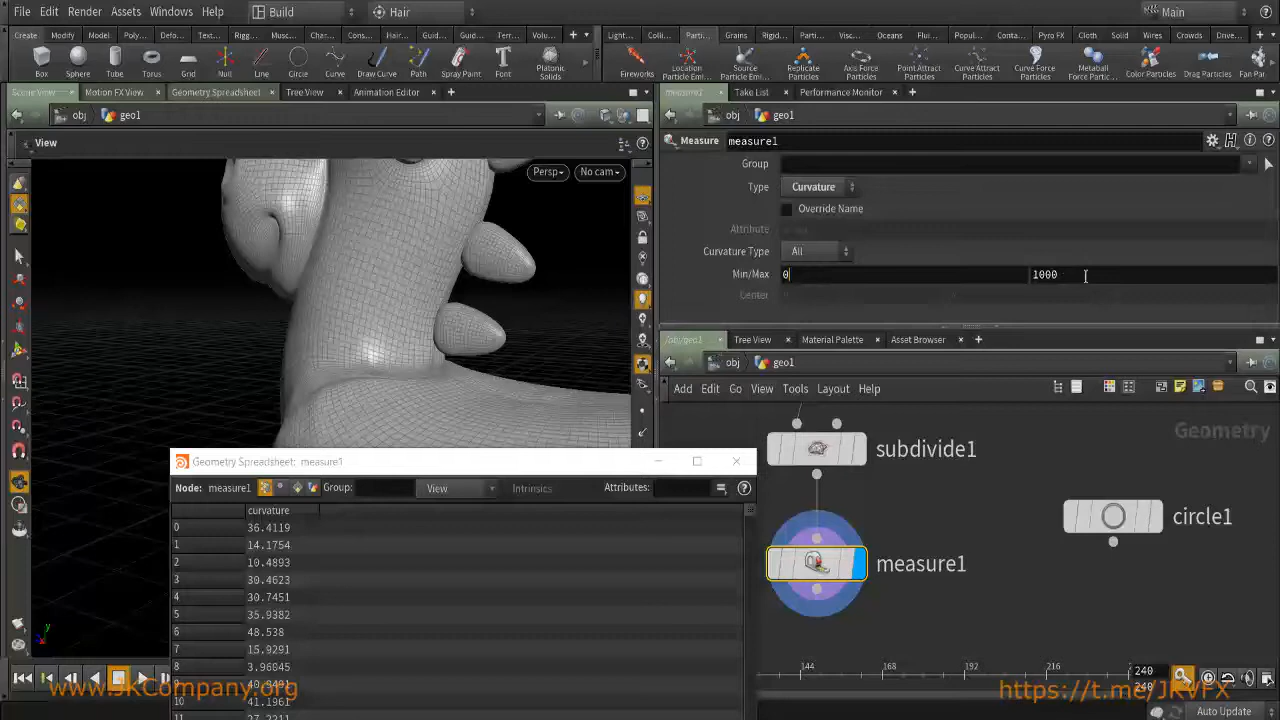 File Edit Render Assets Windows Help Build Hair Main
Create Modify Model Poly... Defo... Text... Rigg... Musc... Char... Cons... Hair... Guid... Guid... Terr... Volu... Light... Colli... Parti... Grains Rigid... Parti... Visc... Oceans Flui... Popul... Conta... Pyro FX Cloth Solid Wires Crowds Drive...
Box Sphere Tube Torus Grid Null Line Circle Curve Draw Curve Path Spray Paint Font Platonic Solids Fireworks Location Particle Emi... Source Particle Emi... Replicate Particles Axis Force Particles Point Attract Particles Curve Attract Particles Curve Force Particles Metaball Force Partic... Color Particles Drag Particles Fan Par
Scene View Motion FX View Geometry Spreadsheet Tree View Animation Editor measure1 Take List Performance Monitor
obj geo1 obj geo1
View
Persp No cam
Measure measure1
Group
Type Curvature
Override Name
Attribute
Curvature Type All
Min/Max 0 1000
Center
/obj/geo1 Tree View Material Palette Asset Browser
obj geo1
Add Edit Go View Tools Layout Help
Geometry
subdivide1
circle1
measure1
Geometry Spreadsheet: measure1
Node: measure1 Group: View Intrinsics Attributes:
curvature
0 36.4119
1 14.1754
2 10.4893
3 30.4623
4 30.7451
5 35.9382
6 48.538
7 15.9291
8 3.96045
10 41.1961
11
144 168 192 216 240
240
www.JKCompany.org
https://t.me/JKVFX
Auto Update